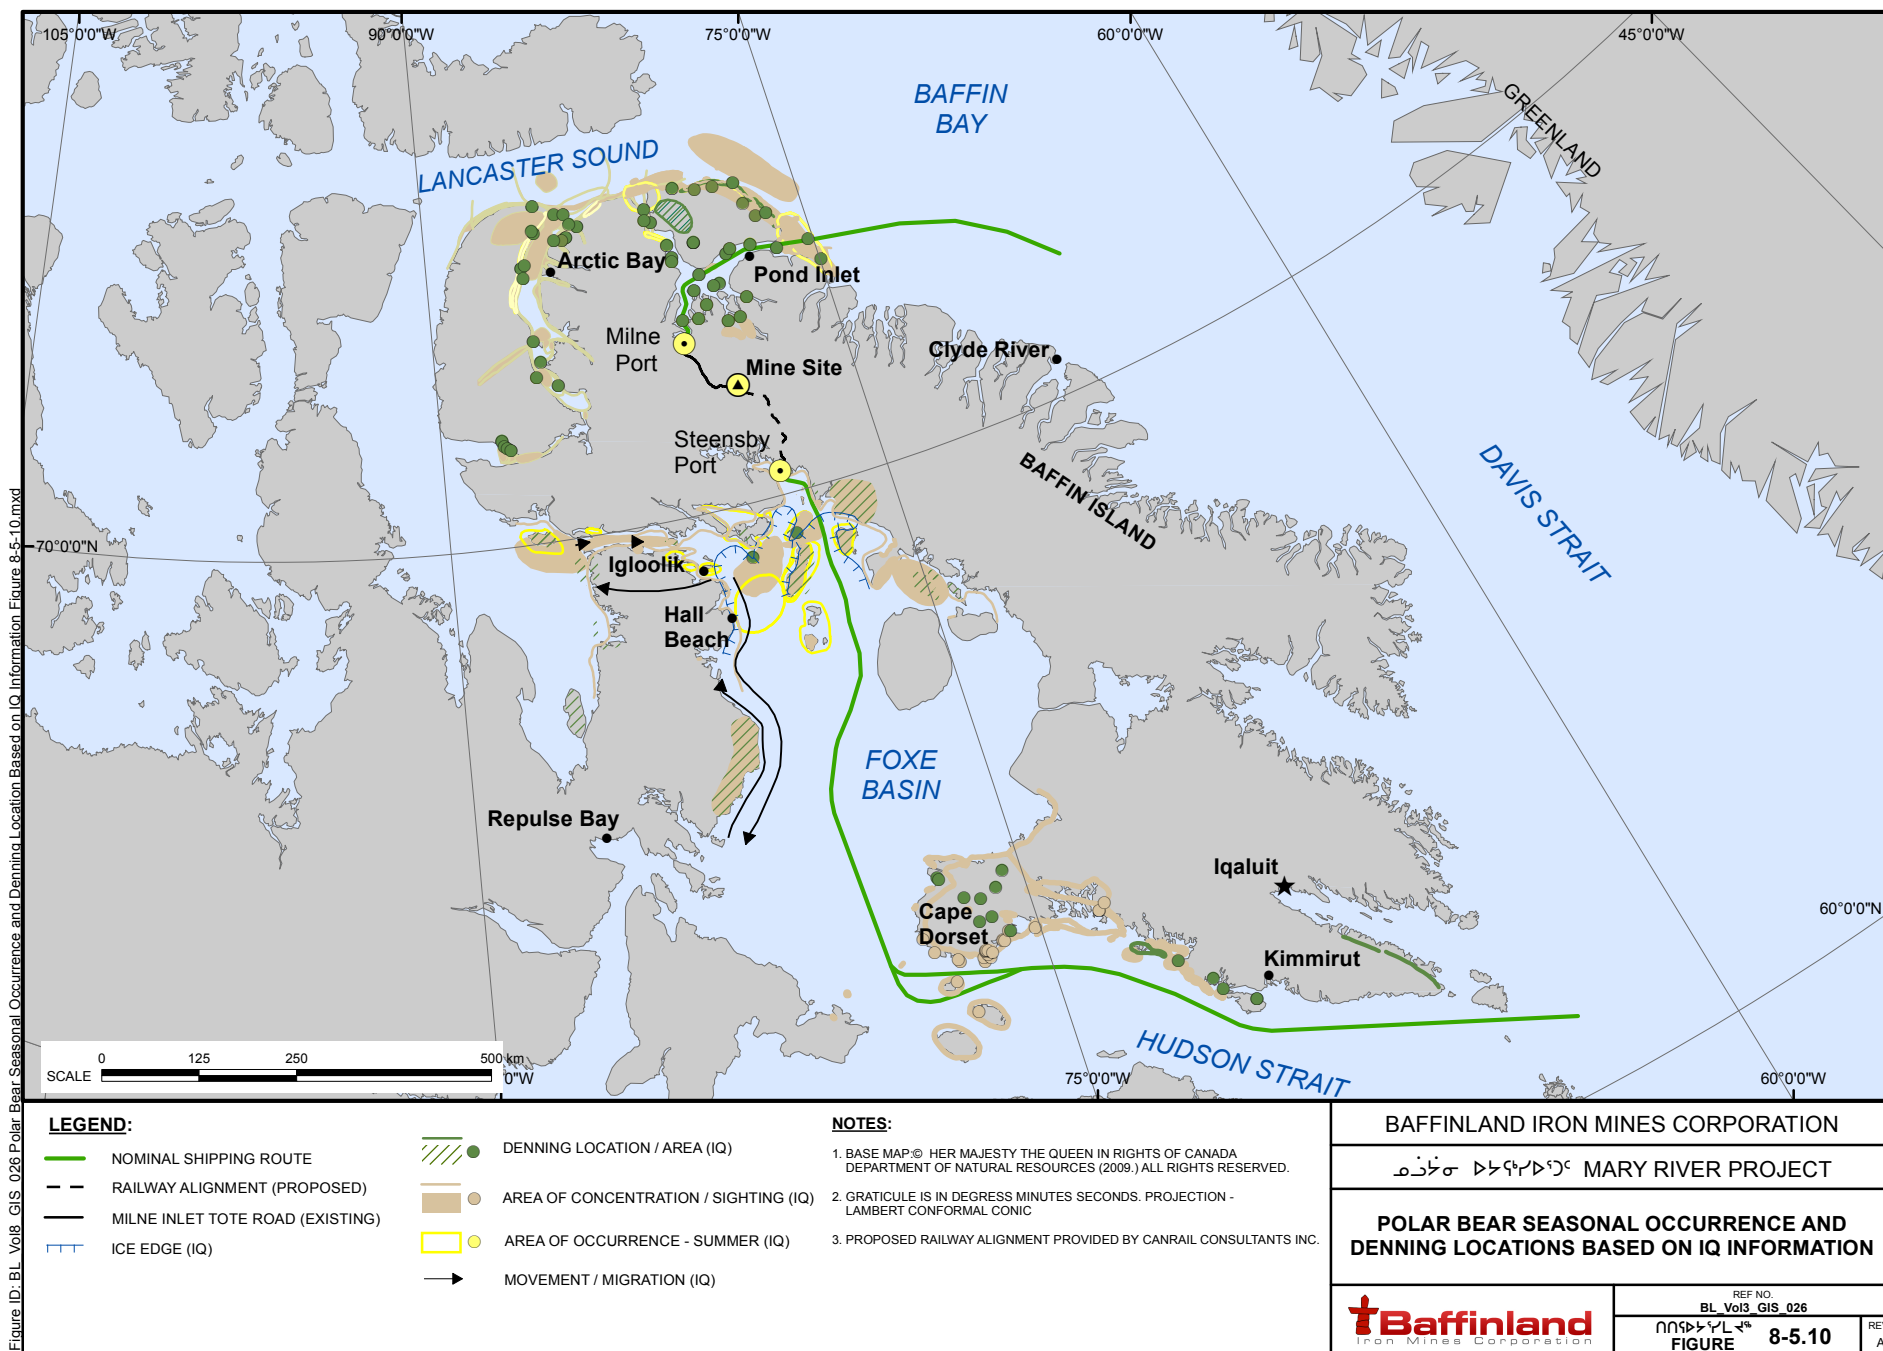 105°0'0"W
90°0'0"W
75°0'0"W
60°0'0"W
45°0'0"W
BAFFIN
BAY
GREENLAND
LANCASTER SOUND
Arctic Bay
Pond Inlet
Milne
Port
Mine Site
Clyde River
Steensby
Port
BAFFIN ISLAND
DAVIS STRAIT
70°0'0"N
Igloolik
Hall
Beach
FOXE
BASIN
Repulse Bay
Iqaluit
Cape
Dorset
60°0'0"N
Kimmirut
HUDSON STRAIT
0 125 250 500 km
SCALE
0"W
75°0'0"W
60°0'0"W
Figure ID: BL_Vol8_GIS_026 Polar Bear Seasonal Occurrence and Denning Location Based on IQ Information Figure 8-5-10.mxd
LEGEND:
NOMINAL SHIPPING ROUTE
RAILWAY ALIGNMENT (PROPOSED)
MILNE INLET TOTE ROAD (EXISTING)
ICE EDGE (IQ)
DENNING LOCATION / AREA (IQ)
AREA OF CONCENTRATION / SIGHTING (IQ)
AREA OF OCCURRENCE - SUMMER (IQ)
MOVEMENT / MIGRATION (IQ)
NOTES:
1. BASE MAP:© HER MAJESTY THE QUEEN IN RIGHTS OF CANADA
DEPARTMENT OF NATURAL RESOURCES (2009.) ALL RIGHTS RESERVED.
2. GRATICULE IS IN DEGRESS MINUTES SECONDS. PROJECTION -
LAMBERT CONFORMAL CONIC
3. PROPOSED RAILWAY ALIGNMENT PROVIDED BY CANRAIL CONSULTANTS INC.
BAFFINLAND IRON MINES CORPORATION
MARY RIVER PROJECT
POLAR BEAR SEASONAL OCCURRENCE AND
DENNING LOCATIONS BASED ON IQ INFORMATION
Baffinland
Iron Mines Corporation
REF NO.
BL_Vol3_GIS_026
FIGURE 8-5.10
A